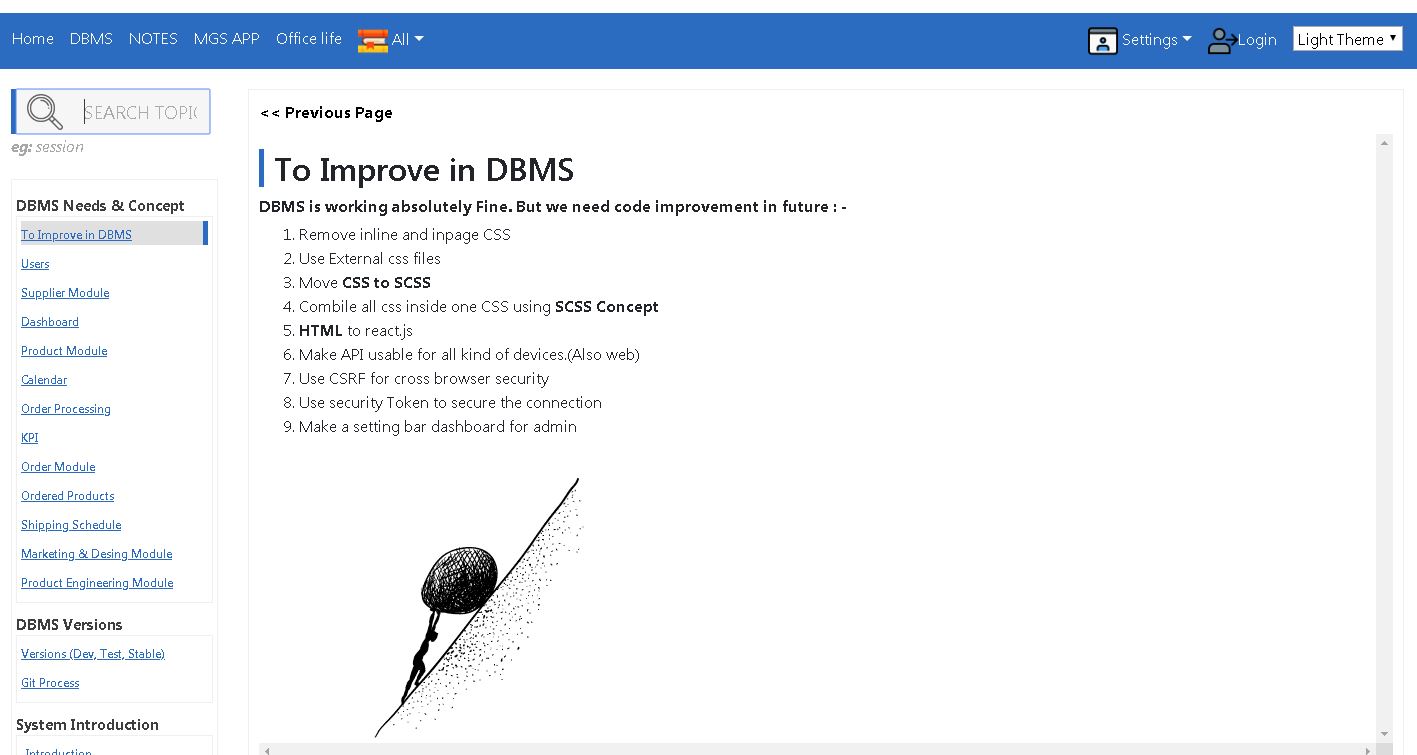 Home DBMS NOTES MGS APP Office life All Settings Login Light Theme
SEARCH TOPI
eg: session
DBMS Needs & Concept
To Improve in DBMS
Users
Supplier Module
Dashboard
Product Module
Calendar
Order Processing
KPI
Order Module
Ordered Products
Shipping Schedule
Marketing & Desing Module
Product Engineering Module
DBMS Versions
Versions (Dev, Test, Stable)
Git Process
System Introduction
Introduction
<< Previous Page
To Improve in DBMS
DBMS is working absolutely Fine. But we need code improvement in future : -
1. Remove inline and inpage CSS
2. Use External css files
3. Move CSS to SCSS
4. Combile all css inside one CSS using SCSS Concept
5. HTML to react.js
6. Make API usable for all kind of devices.(Also web)
7. Use CSRF for cross browser security
8. Use security Token to secure the connection
9. Make a setting bar dashboard for admin